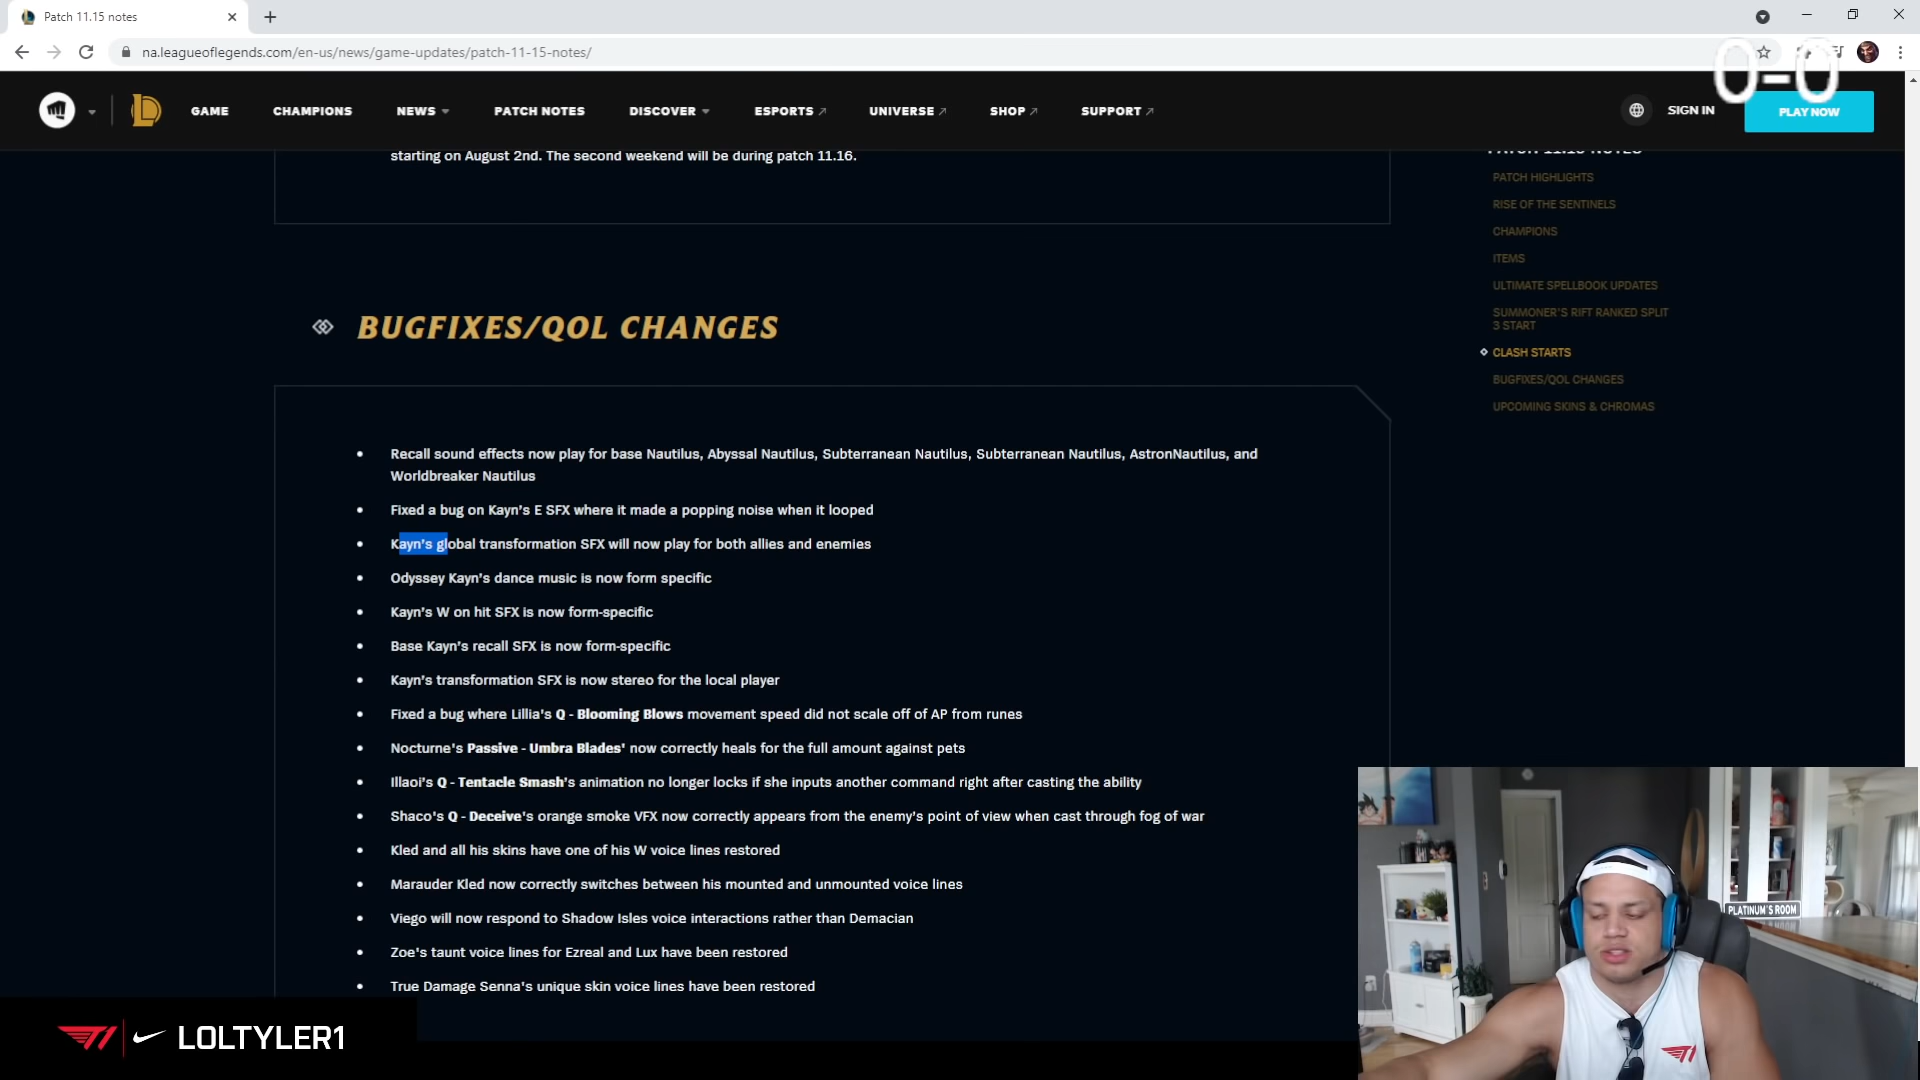 Patch 11.15 notes
na.leagueoflegends.com/en-us/news/game-updates/patch-11-15-notes/
0-0
GAME
CHAMPIONS
NEWS
PATCH NOTES
DISCOVER
ESPORTS
UNIVERSE
SHOP
SUPPORT
SIGN IN
PLAY NOW
starting on August 2nd. The second weekend will be during patch 11.16.
PATCH 11.15 NOTES
PATCH HIGHLIGHTS
RISE OF THE SENTINELS
CHAMPIONS
ITEMS
ULTIMATE SPELLBOOK UPDATES
SUMMONER'S RIFT RANKED SPLIT
3 START
CLASH STARTS
BUGFIXES/QOL CHANGES
UPCOMING SKINS & CHROMAS
BUGFIXES/QOL CHANGES
Recall sound effects now play for base Nautilus, Abyssal Nautilus, Subterranean Nautilus, Subterranean Nautilus, AstronNautilus, and
Worldbreaker Nautilus
Fixed a bug on Kayn's E SFX where it made a popping noise when it looped
Kayn's global transformation SFX will now play for both allies and enemies
Odyssey Kayn's dance music is now form specific
Kayn's W on hit SFX is now form-specific
Base Kayn's recall SFX is now form-specific
Kayn's transformation SFX is now stereo for the local player
Fixed a bug where Lillia's Q - Blooming Blows movement speed did not scale off of AP from runes
Nocturne's Passive - Umbra Blades' now correctly heals for the full amount against pets
Illaoi's Q - Tentacle Smash's animation no longer locks if she inputs another command right after casting the ability
Shaco's Q - Deceive's orange smoke VFX now correctly appears from the enemy's point of view when cast through fog of war
Kled and all his skins have one of his W voice lines restored
Marauder Kled now correctly switches between his mounted and unmounted voice lines
Viego will now respond to Shadow Isles voice interactions rather than Demacian
Zoe's taunt voice lines for Ezreal and Lux have been restored
True Damage Senna's unique skin voice lines have been restored
PLATINUM'S ROOM
T1
LOLTYLER1
T1